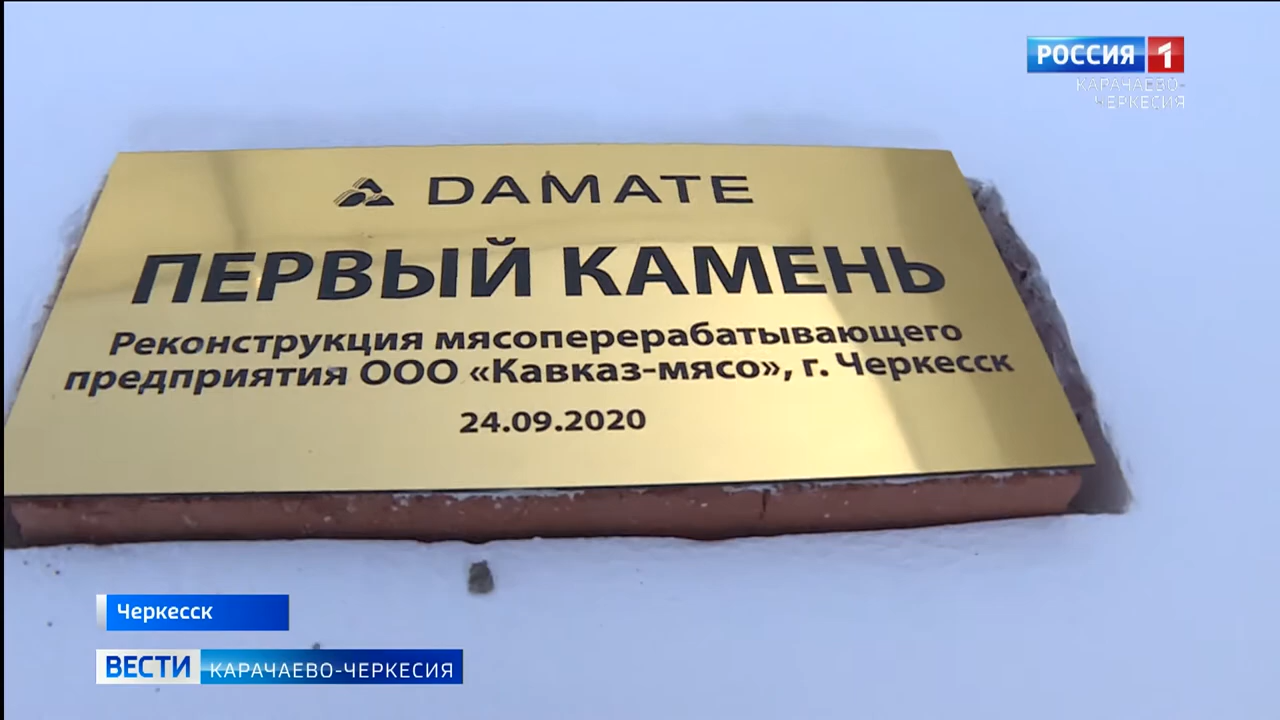 РОССИЯ 1
КАРАЧАЕВО-
ЧЕРКЕСИЯ
DAMATE
ПЕРВЫЙ КАМЕНЬ
Реконструкция мясоперерабатывающего
предприятия ООО «Кавказ-мясо», г. Черкесск
24.09.2020
Черкесск
ВЕСТИ КАРАЧАЕВО-ЧЕРКЕСИЯ